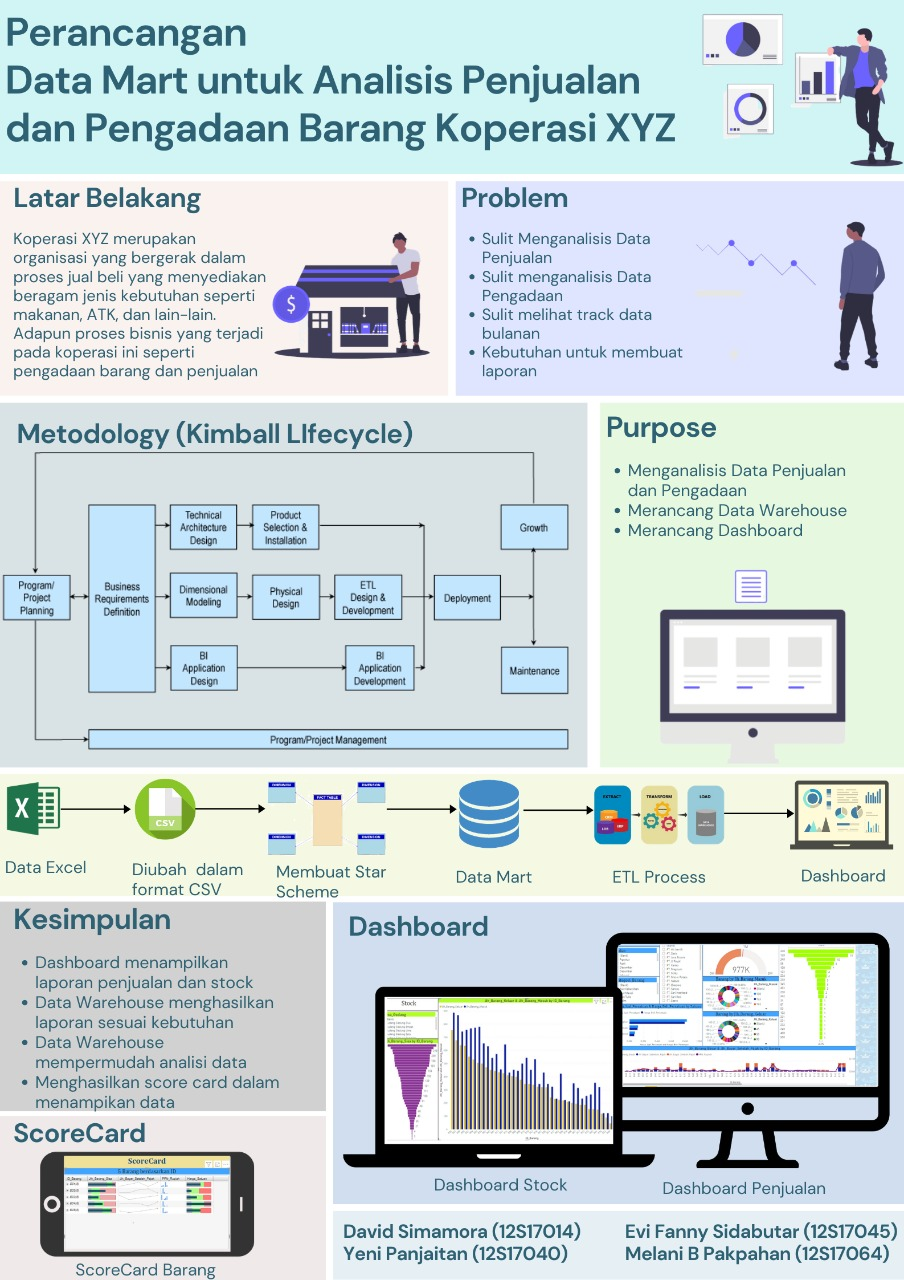 Perancangan
Data Mart untuk Analisis Penjualan
dan Pengadaan Barang Koperasi XYZ
Latar Belakang
Koperasi XYZ merupakan
organisasi yang bergerak dalam
proses jual beli yang menyediakan
beragam jenis kebutuhan seperti
makanan, ATK, dan lain-lain.
Adapun proses bisnis yang terjadi
pada koperasi ini seperti
pengadaan barang dan penjualan
$
Problem
• Sulit Menganalisis Data
Penjualan
• Sulit menganalisis Data
Pengadaan
• Sulit melihat track data
bulanan
• Kebutuhan untuk membuat
laporan
Metodology (Kimball LIfecycle)
Program/
Project
Planning
Business
Requirements
Definition
Technical
Architecture
Design
Product
Selection &
Installation
Dimensional
Modeling
Physical
Design
ETL
Design &
Development
BI
Application
Design
BI
Application
Development
Deployment
Growth
Maintenance
Program/Project Management
Purpose
• Menganalisis Data Penjualan
dan Pengadaan
• Merancang Data Warehouse
• Merancang Dashboard
X
CSV
FACT TABLE
EXTRACT
TRANSFORM
LOAD
Data Excel
Diubah dalam
format CSV
Membuat Star
Scheme
Data Mart
ETL Process
Dashboard
Kesimpulan
• Dashboard menampilkan
laporan penjualan dan stock
• Data Warehouse menghasilkan
laporan sesuai kebutuhan
• Data Warehouse
mempermudah analisi data
• Menghasilkan score card dalam
menampikan data
Dashboard
Stock
977K
Dashboard Stock
Dashboard Penjualan
ScoreCard
ScoreCard
ScoreCard Barang
David Simamora (12S17014)
Yeni Panjaitan (12S17040)
Evi Fanny Sidabutar (12S17045)
Melani B Pakpahan (12S17064)